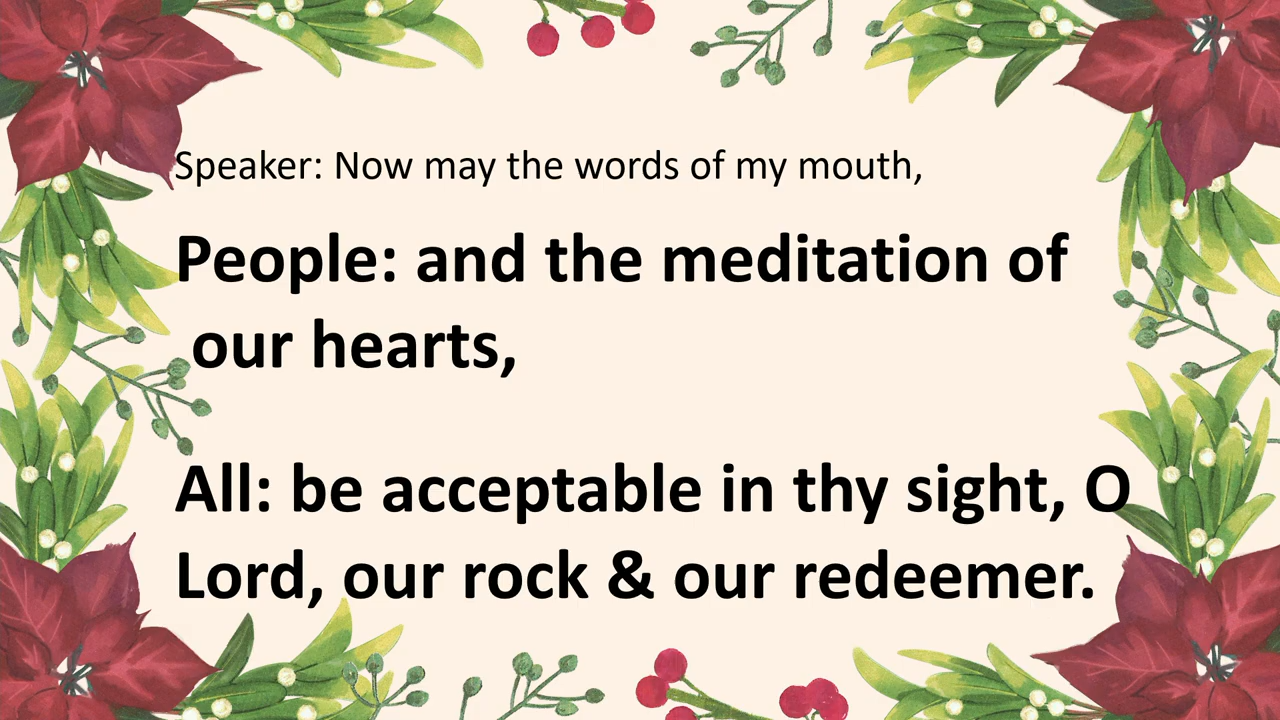 Speaker: Now may the words of my mouth,
People: and the meditation of
our hearts,
All: be acceptable in thy sight, O
Lord, our rock & our redeemer.